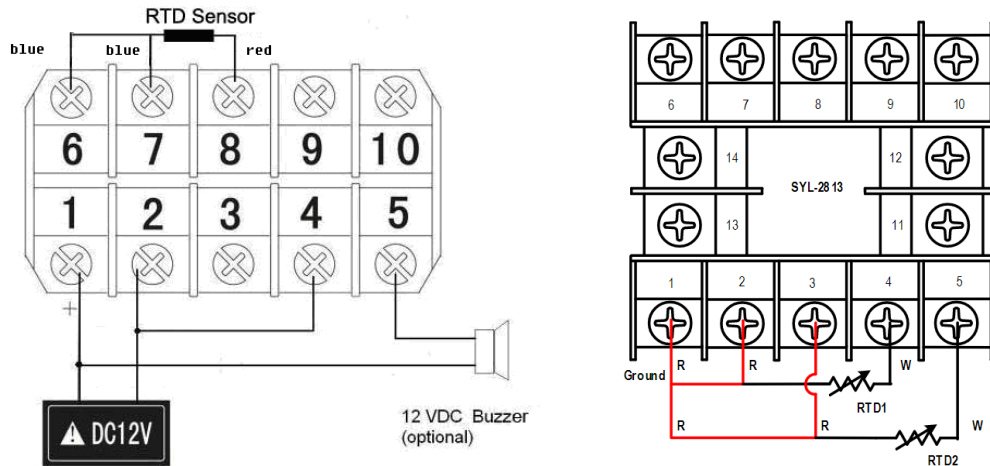 RTD Sensor
blue blue red
6 7 8 9 10
1 2 3 4 5
+
DC12V
12 VDC Buzzer
(optional)
6 7 8 9 10
14 12
SYL-2813
13 11
1 2 3 4 5
R R W
Ground
RTD1
R R W
RTD2